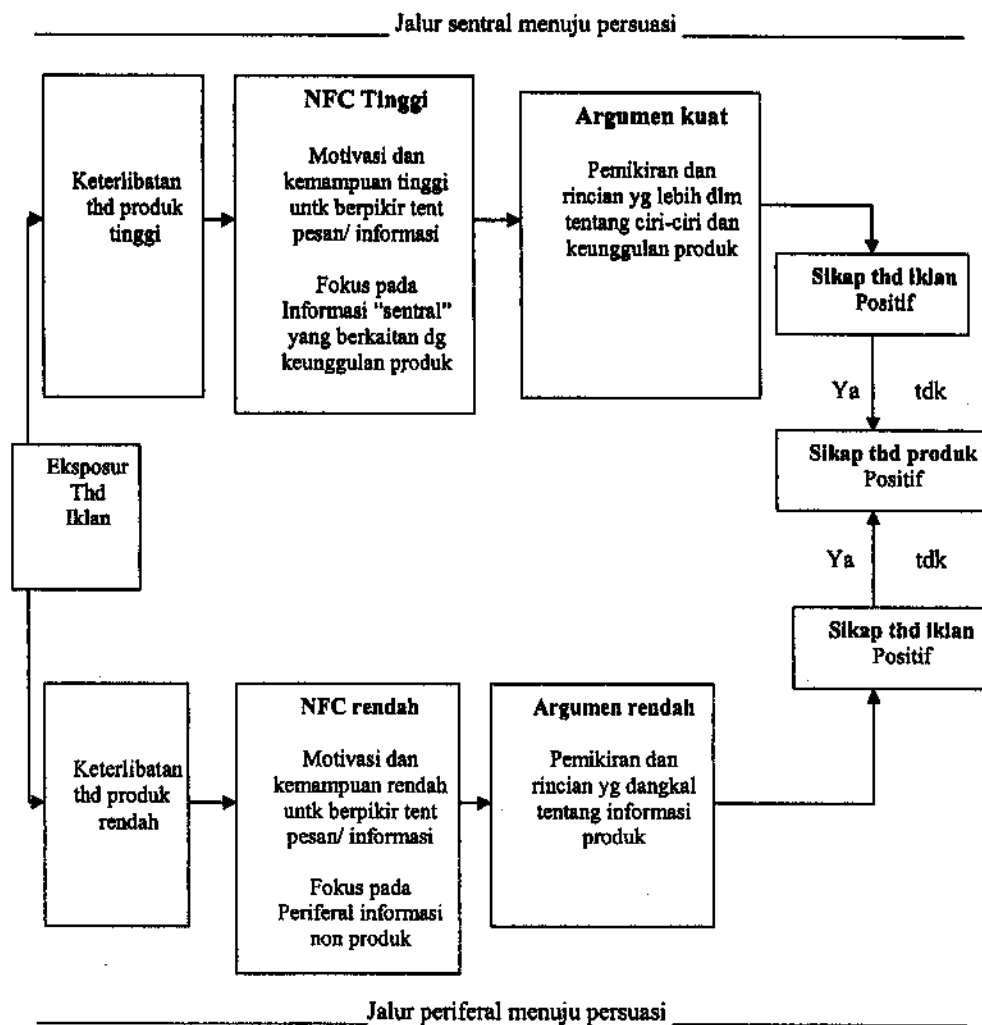 Jalur sentral menuju persuasi
Keterlibatan
thd produk
tinggi
NFC Tinggi
Motivasi dan
kemampuan tinggi
untk berpikir tent
pesan/ informasi
Fokus pada
Informasi “sentral”
yang berkaitan dg
keunggulan produk
Argumen kuat
Pemikiran dan
rincian yg lebih dlm
tentang ciri-ciri dan
keunggulan produk
Sikap thd iklan
Positif
Ya tdk
Eksposur
Thd
Iklan
Sikap thd produk
Positif
Ya tdk
Sikap thd iklan
Positif
Keterlibatan
thd produk
rendah
NFC rendah
Motivasi dan
kemampuan rendah
untk berpikir tent
pesan/ informasi
Fokus pada
Periferal informasi
non produk
Argumen rendah
Pemikiran dan
rincian yg dangkal
tentang informasi
produk
Jalur periferal menuju persuasi